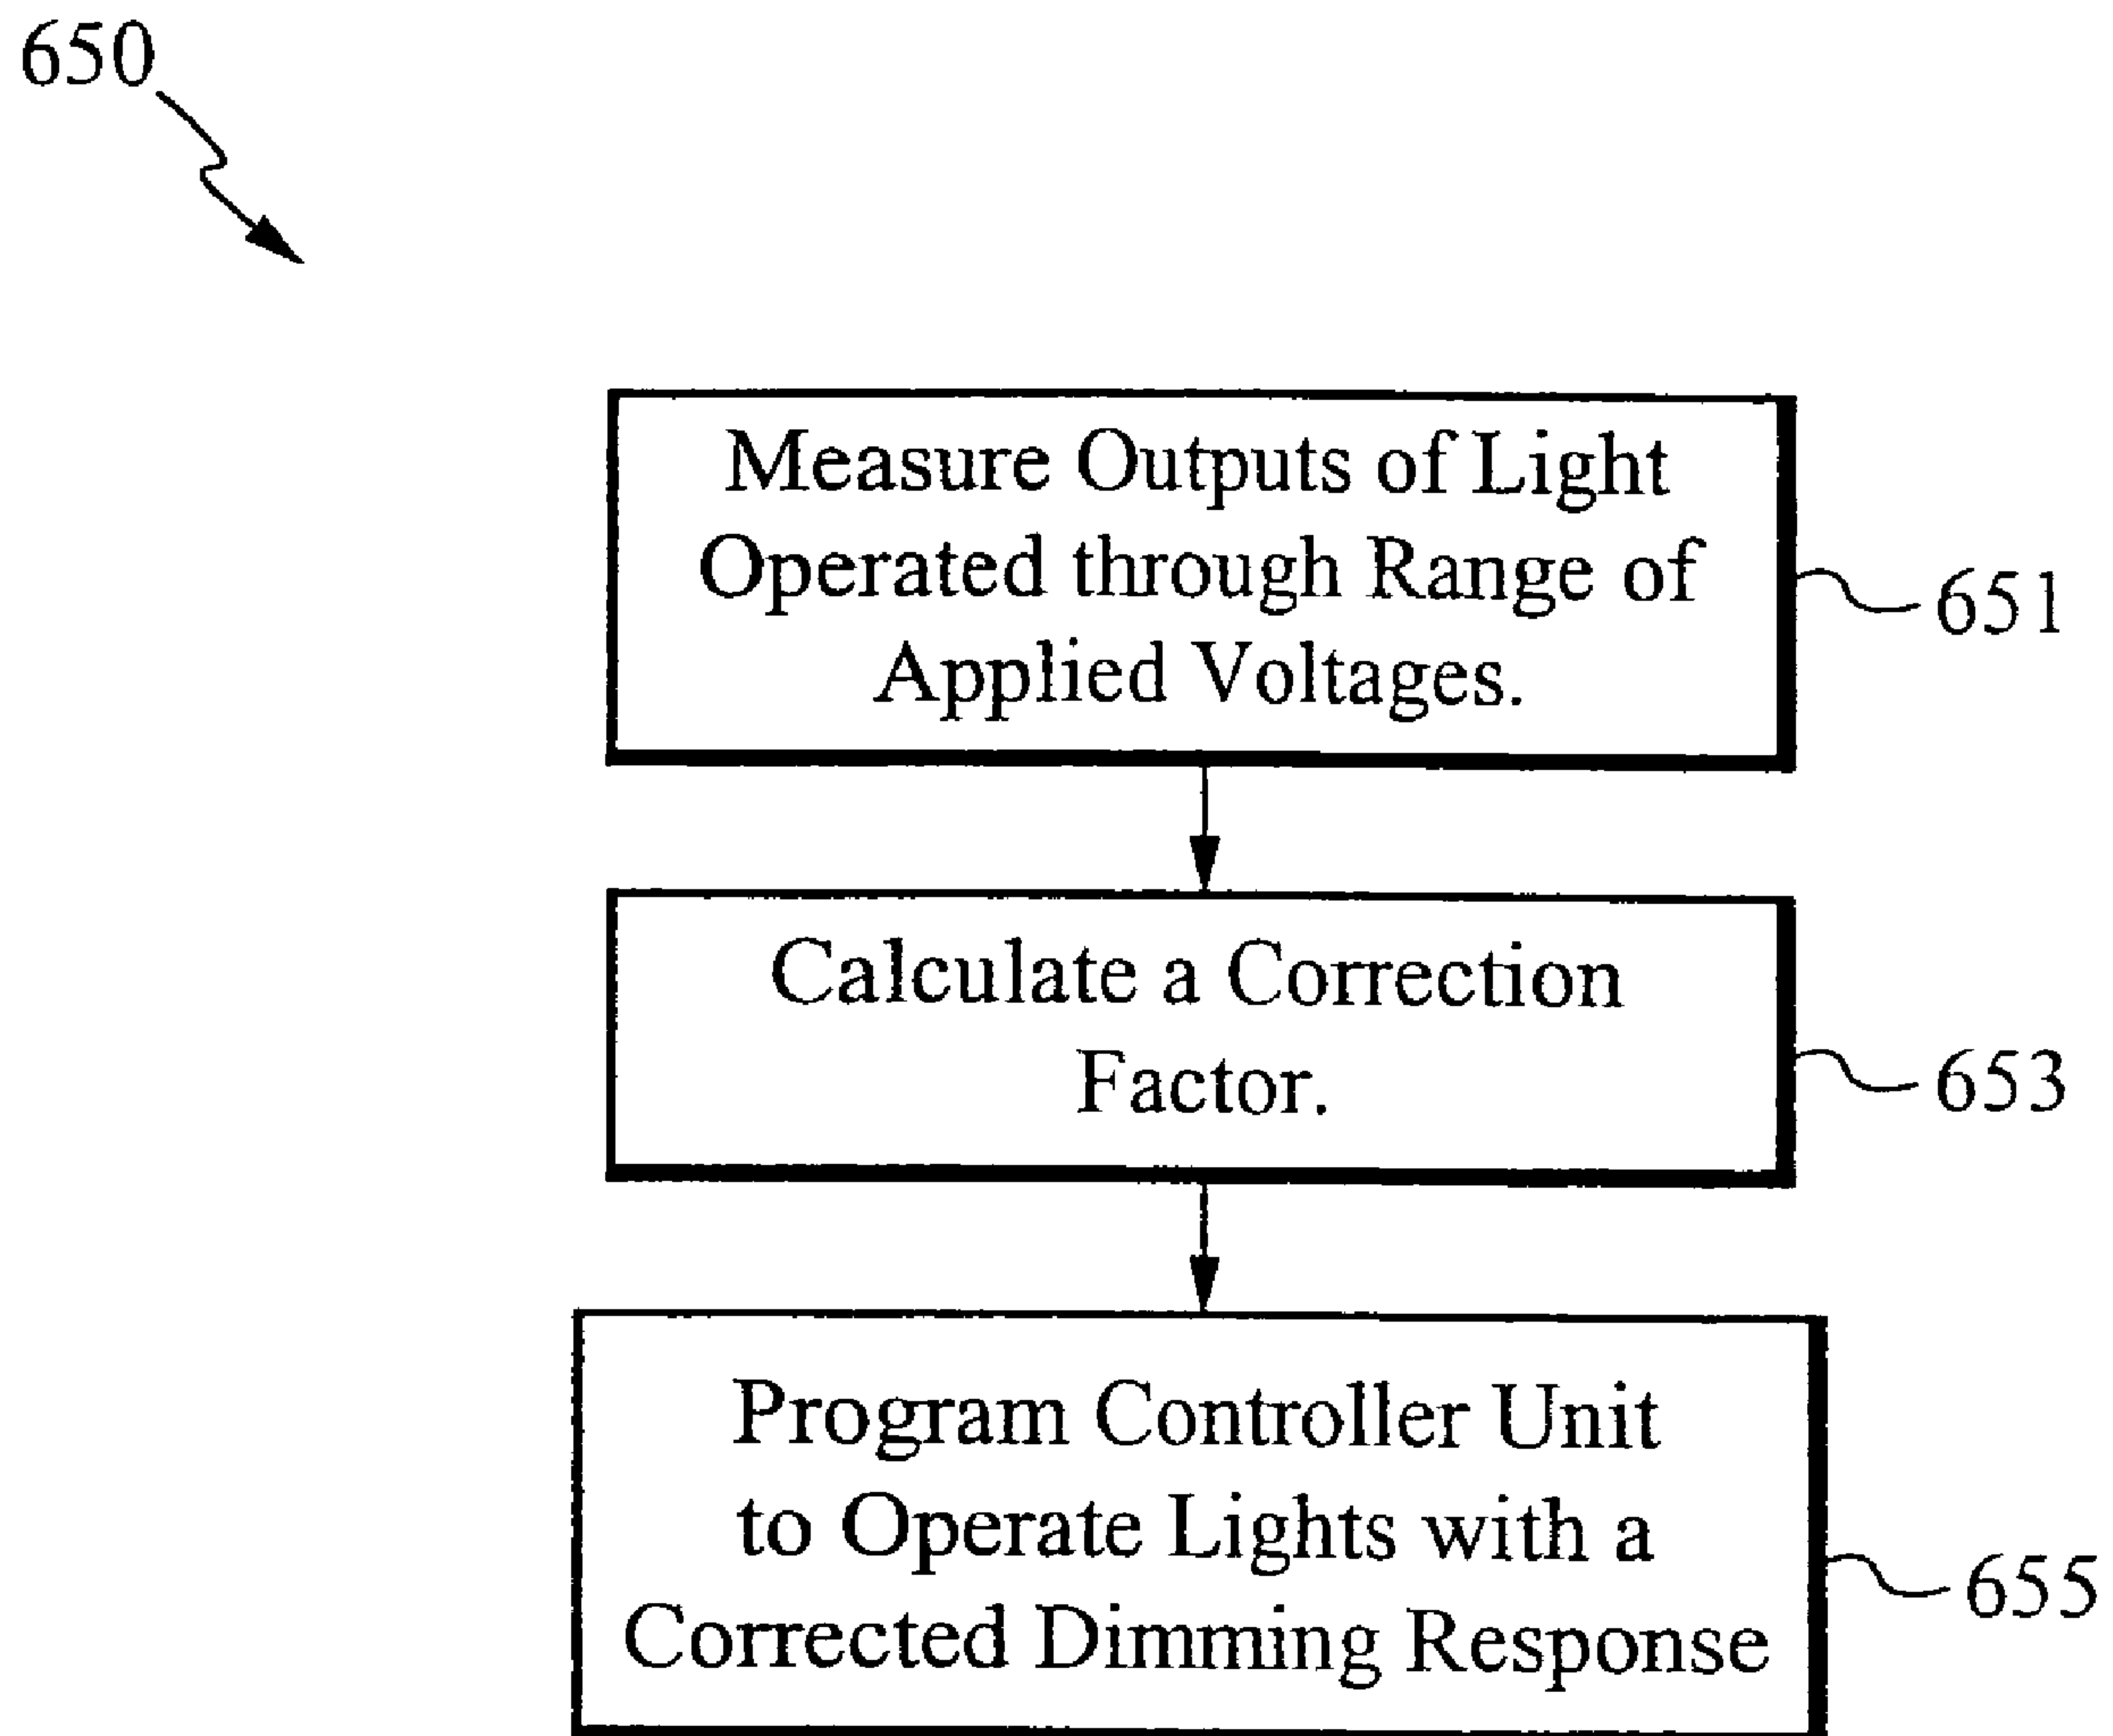 650
Measure Outputs of Light
Operated through Range of
Applied Voltages.
651
Calculate a Correction
Factor.
653
Program Controller Unit
to Operate Lights with a
Corrected Dimming Response
655